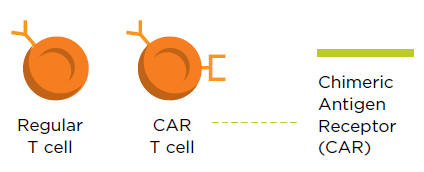 Regular
T cell
CAR
T cell
Chimeric
Antigen
Receptor
(CAR)